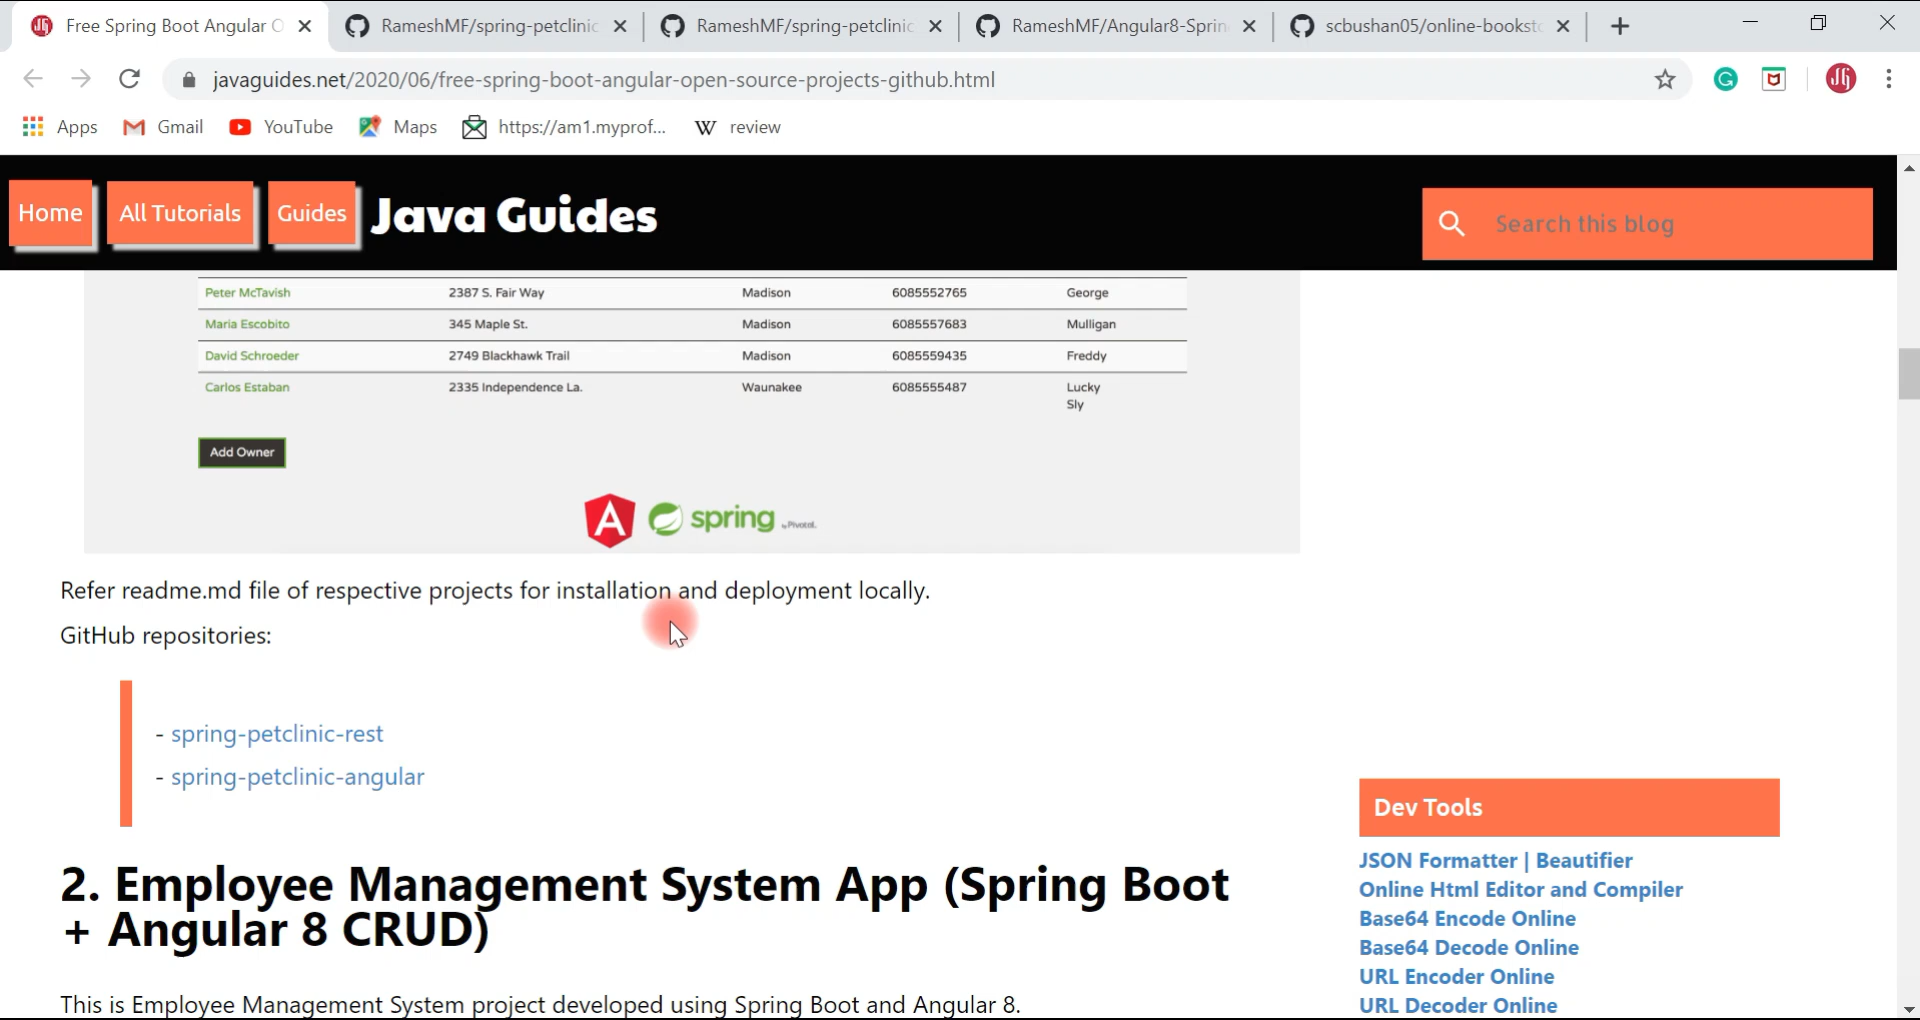 Free Spring Boot Angular O
RameshMF/spring-petclinic
RameshMF/spring-petclinic
RameshMF/Angular8-Sprin
scbushan05/online-bookst
javaguides.net/2020/06/free-spring-boot-angular-open-source-projects-github.html
Apps
Gmail
YouTube
Maps
https://am1.myprof...
W review
Home
All Tutorials
Guides
Java Guides
Search this blog
Peter McTavish 2387 S. Fair Way Madison 6085552765 George
Maria Escobito 345 Maple St. Madison 6085557683 Mulligan
David Schroeder 2749 Blackhawk Trail Madison 6085559435 Freddy
Carlos Estaban 2335 Independence La. Waunakee 6085555487 Lucky
Sly
Add Owner
A spring by Pivotal.
Refer readme.md file of respective projects for installation and deployment locally.
GitHub repositories:
- spring-petclinic-rest
- spring-petclinic-angular
2. Employee Management System App (Spring Boot
+ Angular 8 CRUD)
This is Employee Management System project developed using Spring Boot and Angular 8.
Dev Tools
JSON Formatter | Beautifier
Online Html Editor and Compiler
Base64 Encode Online
Base64 Decode Online
URL Encoder Online
URL Decoder Online